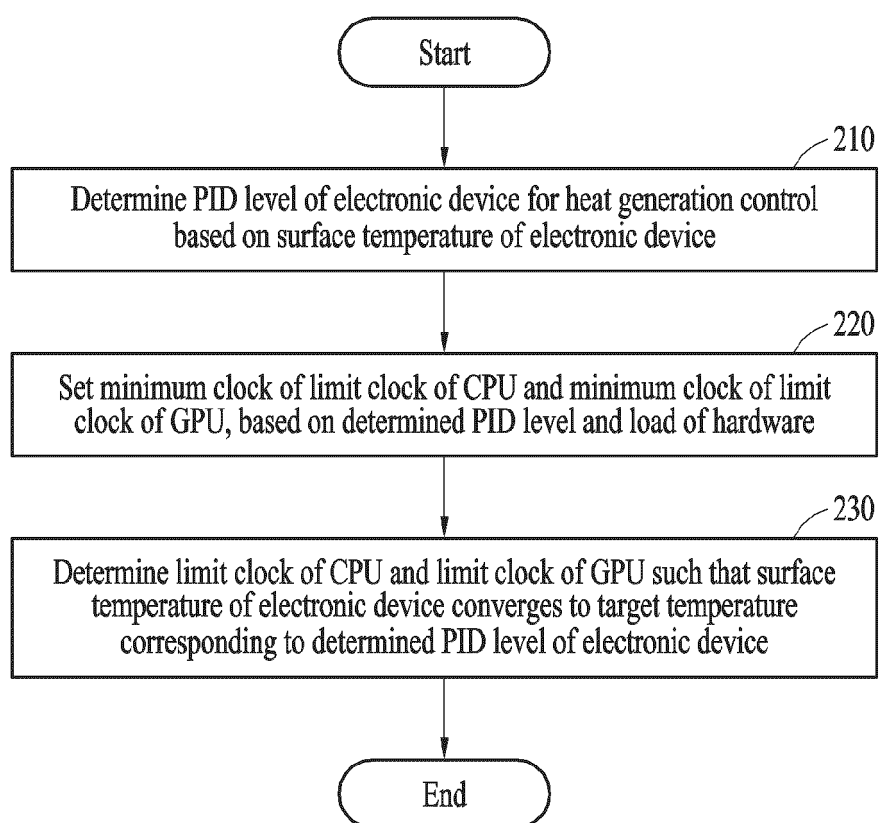 Start
210
Determine PID level of electronic device for heat generation control
based on surface temperature of electronic device
220
Set minimum clock of limit clock of CPU and minimum clock of limit
clock of GPU, based on determined PID level and load of hardware
230
Determine limit clock of CPU and limit clock of GPU such that surface
temperature of electronic device converges to target temperature
corresponding to determined PID level of electronic device
End